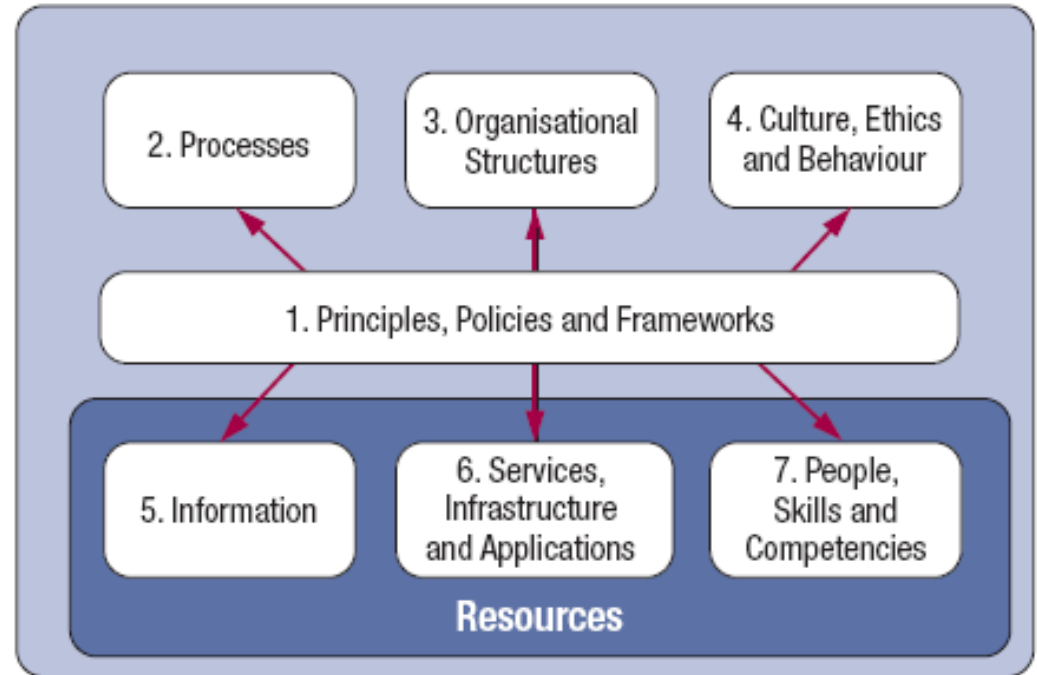 2. Processes
3. Organisational
Structures
4. Culture, Ethics
and Behaviour
1. Principles, Policies and Frameworks
5. Information
6. Services,
Infrastructure
and Applications
7. People,
Skills and
Competencies
Resources